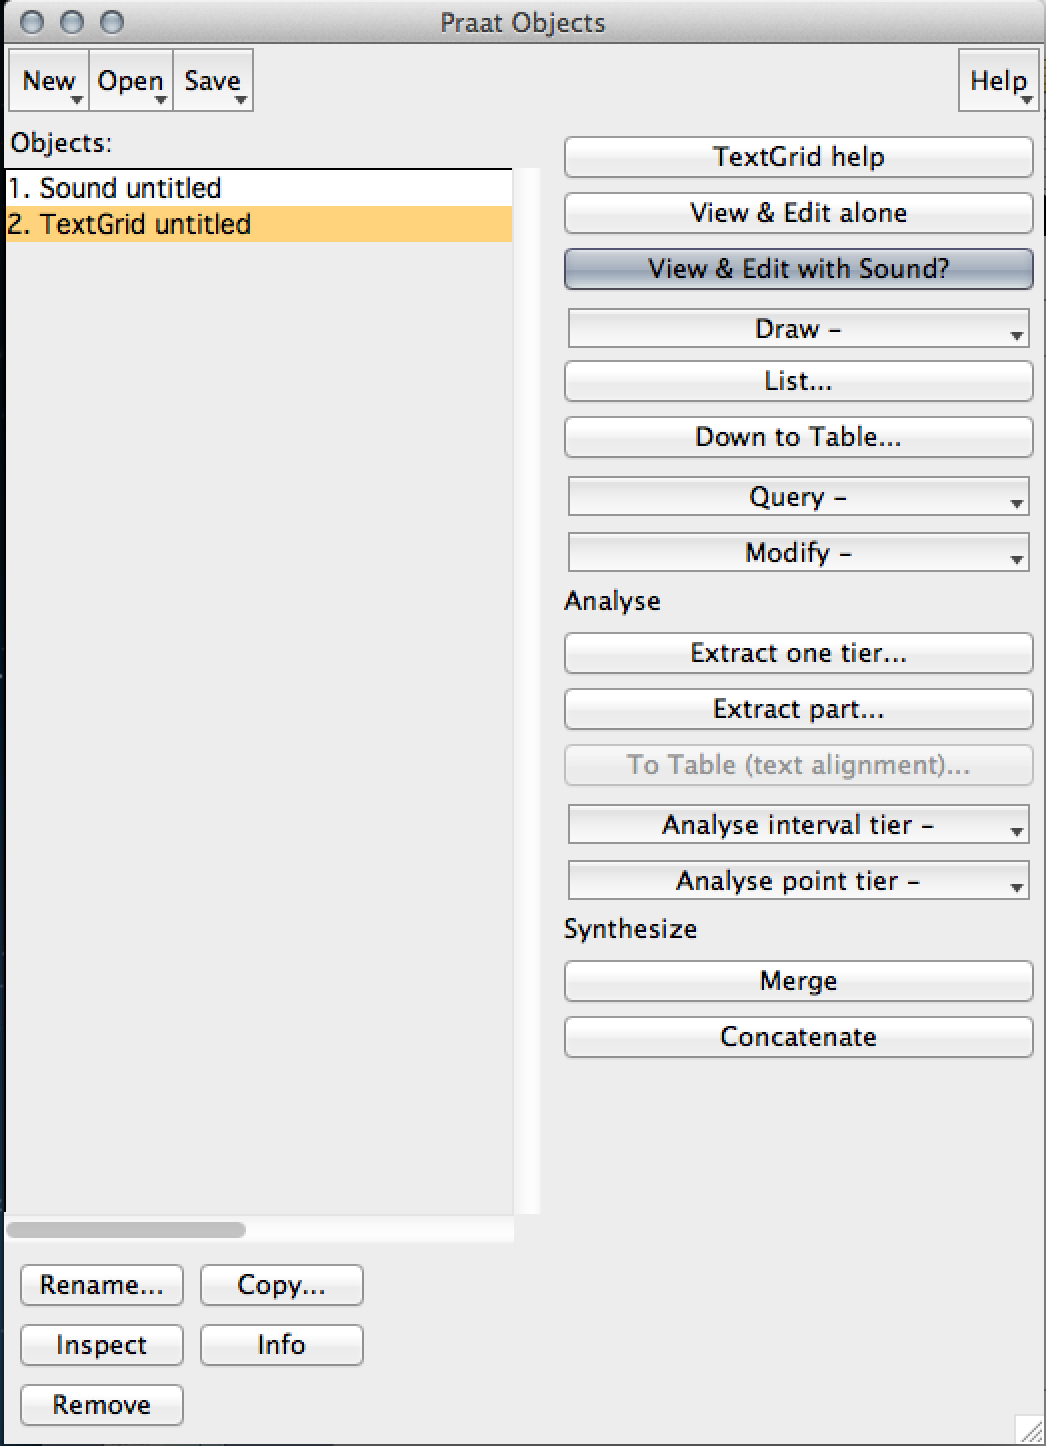 Praat Objects
New Open Save Help
Objects:
1. Sound untitled
2. TextGrid untitled
TextGrid help
View & Edit alone
View & Edit with Sound?
Draw –
List...
Down to Table...
Query –
Modify –
Analyse
Extract one tier...
Extract part...
To Table (text alignment)...
Analyse interval tier –
Analyse point tier –
Synthesize
Merge
Concatenate
Rename... Copy...
Inspect Info
Remove